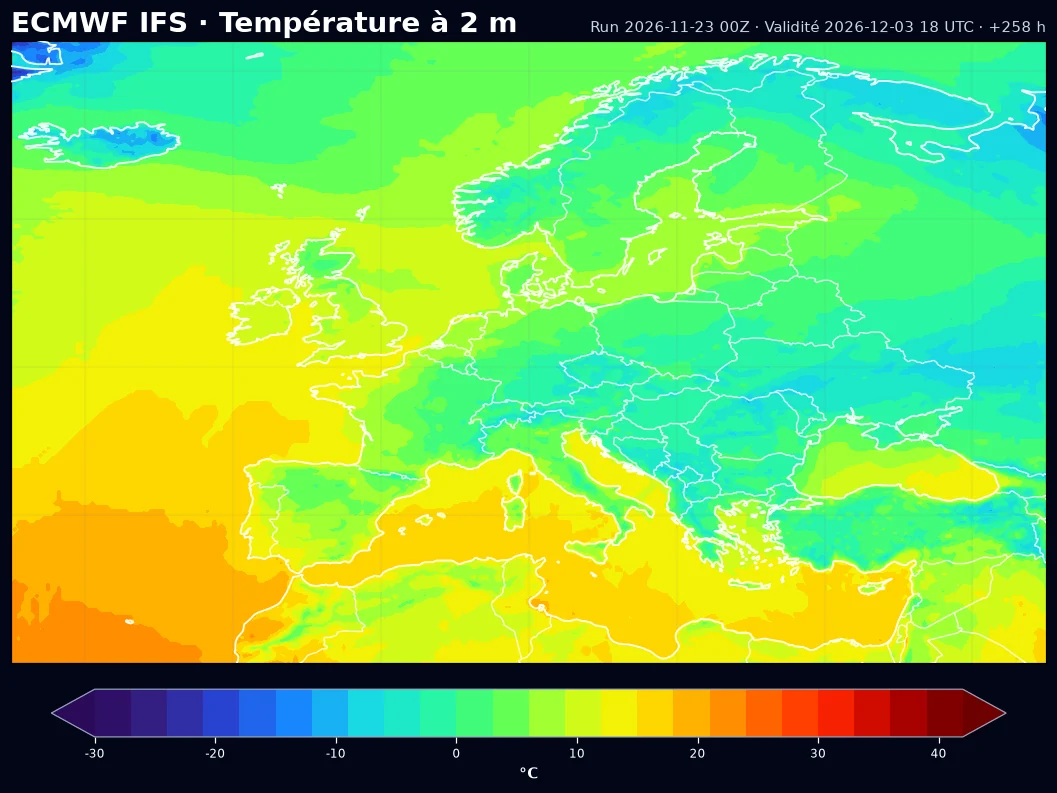 ECMWF IFS · Température à 2 m
Run 2026-11-23 00Z · Validité 2026-12-03 18 UTC · +258 h
-30 -20 -10 0 10 20 30 40
°C